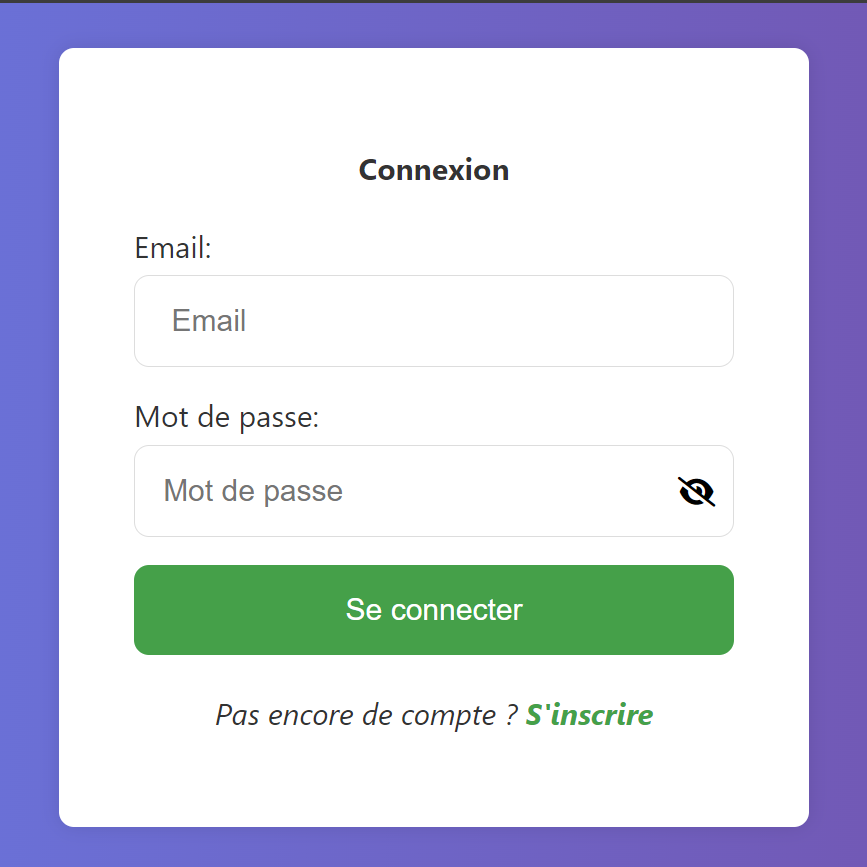 Connexion
Email:
Email
Mot de passe:
Mot de passe
Se connecter
Pas encore de compte ? S'inscrire